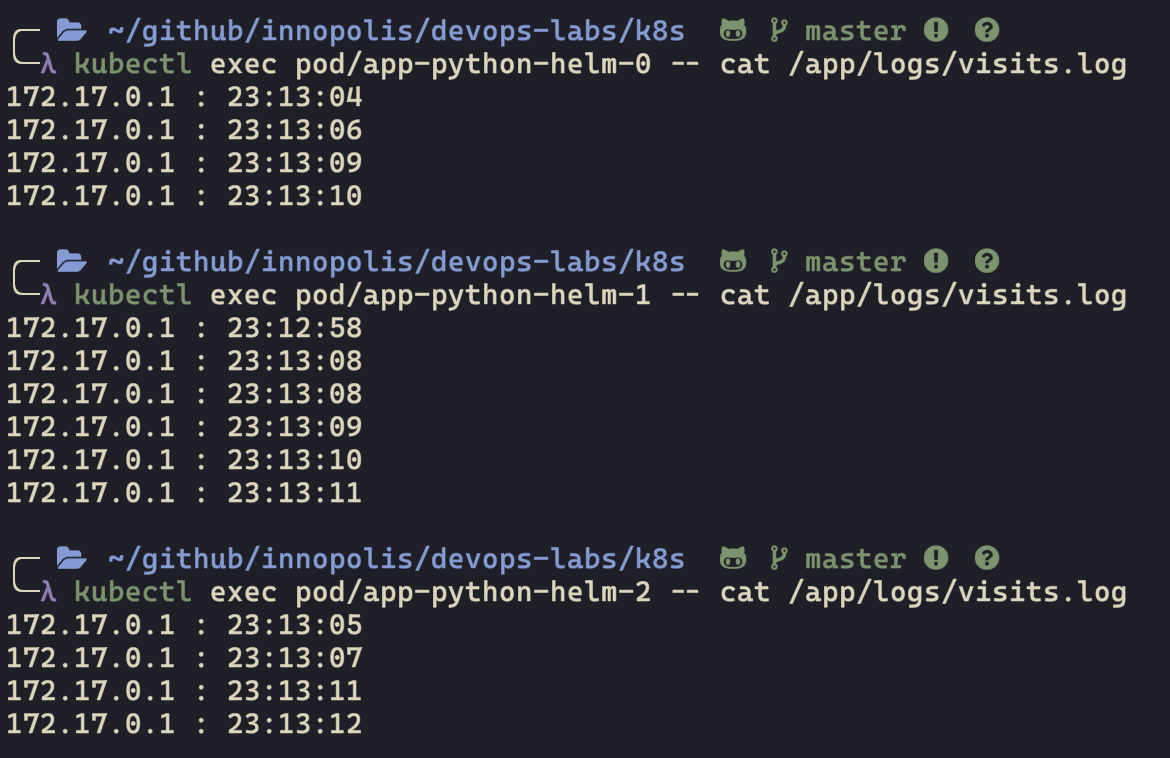 ~/github/innopolis/devops-labs/k8s master ! ?
λ kubectl exec pod/app-python-helm-0 -- cat /app/logs/visits.log
172.17.0.1 : 23:13:04
172.17.0.1 : 23:13:06
172.17.0.1 : 23:13:09
172.17.0.1 : 23:13:10
~/github/innopolis/devops-labs/k8s master ! ?
λ kubectl exec pod/app-python-helm-1 -- cat /app/logs/visits.log
172.17.0.1 : 23:12:58
172.17.0.1 : 23:13:08
172.17.0.1 : 23:13:08
172.17.0.1 : 23:13:09
172.17.0.1 : 23:13:10
172.17.0.1 : 23:13:11
~/github/innopolis/devops-labs/k8s master ! ?
λ kubectl exec pod/app-python-helm-2 -- cat /app/logs/visits.log
172.17.0.1 : 23:13:05
172.17.0.1 : 23:13:07
172.17.0.1 : 23:13:11
172.17.0.1 : 23:13:12